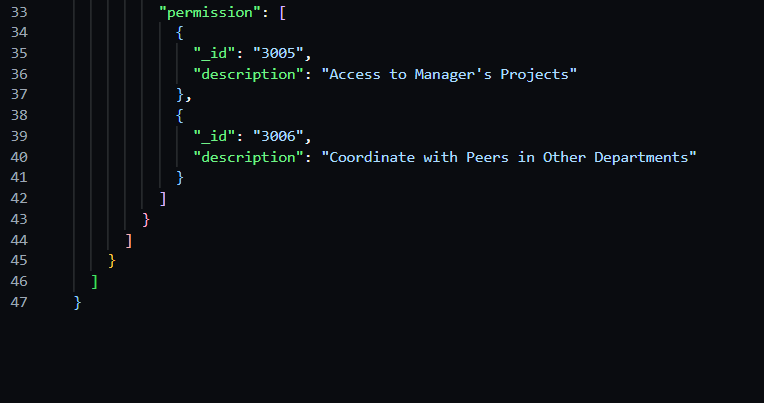 33 "permission": [
34 {
35 "_id": "3005",
36 "description": "Access to Manager's Projects"
37 },
38 {
39 "_id": "3006",
40 "description": "Coordinate with Peers in Other Departments"
41 }
42 ]
43 }
44 ]
45 }
46 ]
47 }